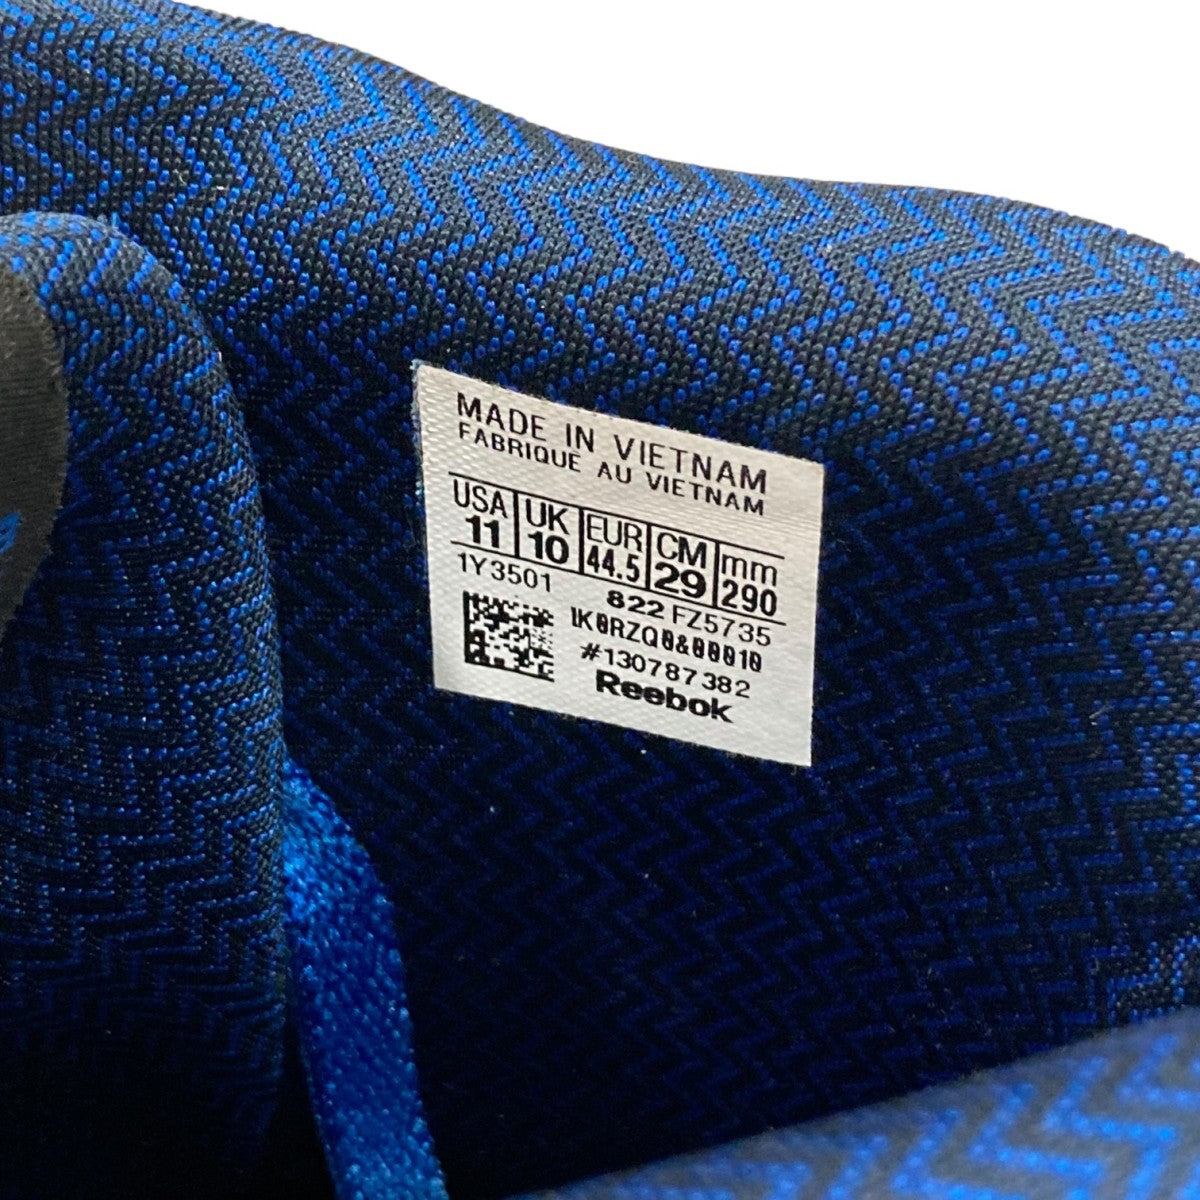 MADE IN VIETNAM
FABRIQUE AU VIETNAM
USA UK EUR CM mm
11 10 44.5 29 290
1Y3501 822 FZ5735
1K0RZQ0&00010
#130787382
Reebok